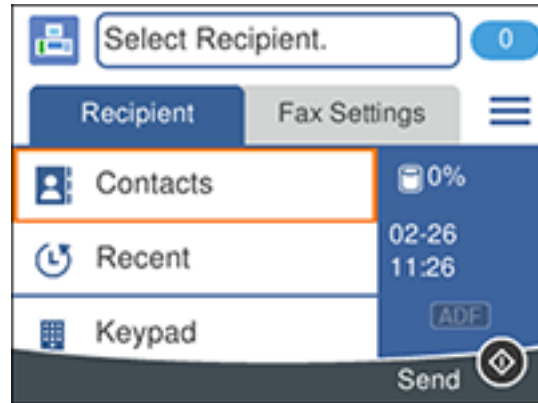 Select Recipient.
0
Recipient
Fax Settings
Contacts
0%
Recent
02-26
11:26
Keypad
ADF
Send